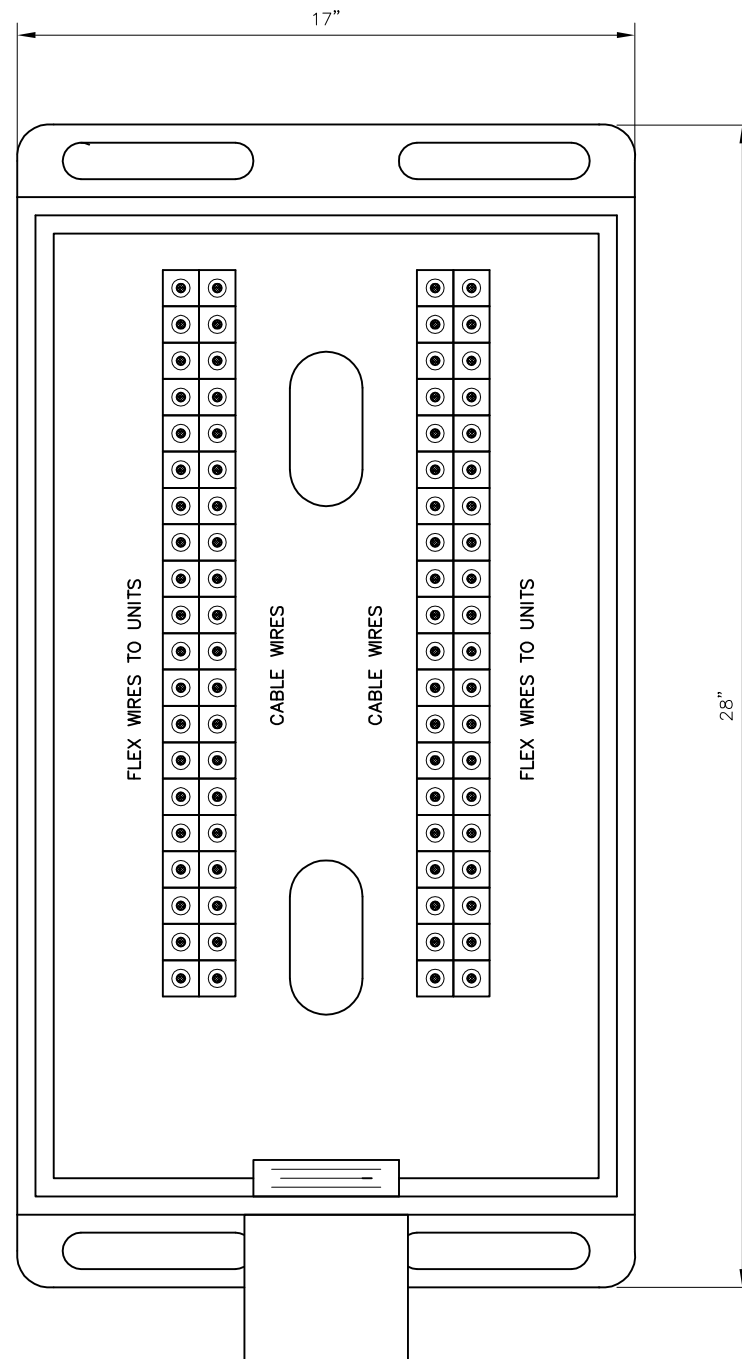 17”
FLEX WIRES TO UNITS
CABLE WIRES
CABLE WIRES
FLEX WIRES TO UNITS
28”